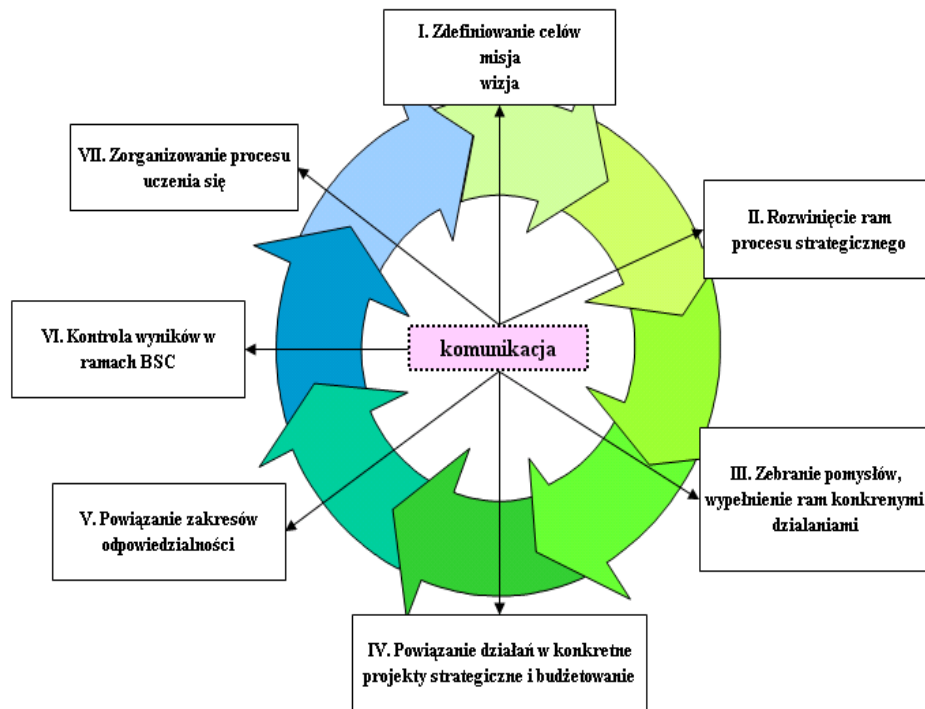 I. Zdefiniowanie celów
misja
wizja
II. Rozwinięcie ram
procesu strategicznego
III. Zebranie pomysłów,
wypełnienie ram konkrenymi
dzialaniami
IV. Powiązanie działań w konkretne
projekty strategiczne i budżetowanie
V. Powiązanie zakresów
odpowiedzialności
VI. Kontrola wyników w
ramach BSC
VII. Zorganizowanie procesu
uczenia się
komunikacja